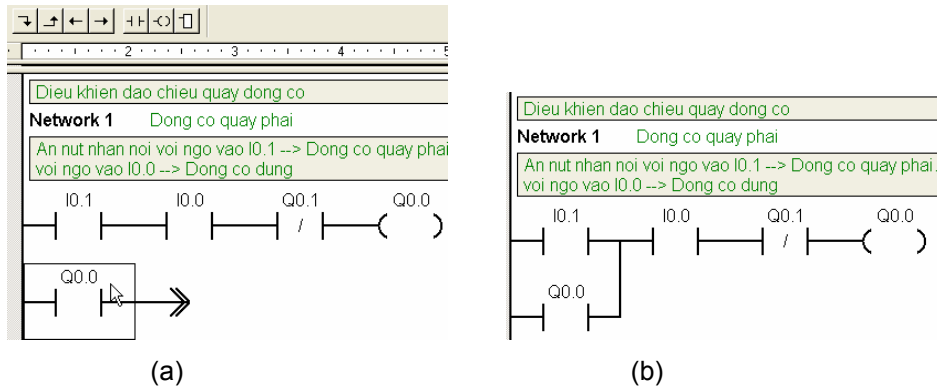 2 3 4 5
Dieu khien dao chieu quay dong co
Network 1 Dong co quay phai
An nut nhan noi voi ngo vao I0.1 --> Dong co quay phai
voi ngo vao I0.0 --> Dong co dung
I0.1 I0.0 Q0.1 Q0.0
/
Q0.0
(a)
Dieu khien dao chieu quay dong co
Network 1 Dong co quay phai
An nut nhan noi voi ngo vao I0.1 --> Dong co quay phai.
voi ngo vao I0.0 --> Dong co dung
I0.1 I0.0 Q0.1 Q0.0
/
Q0.0
(b)